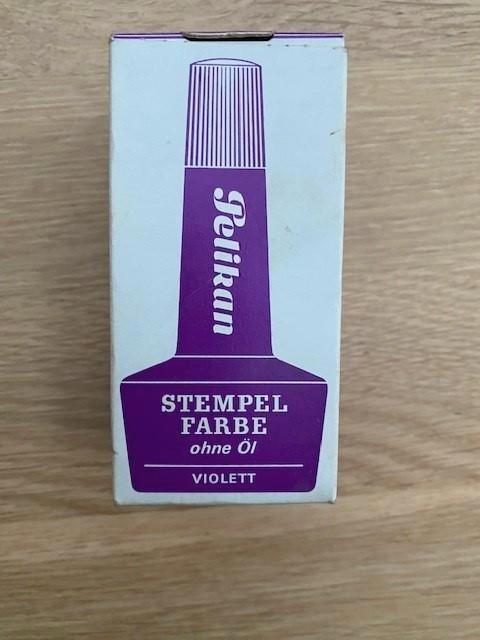 Pelikan
STEMPEL
FARBE
ohne Öl
VIOLETT